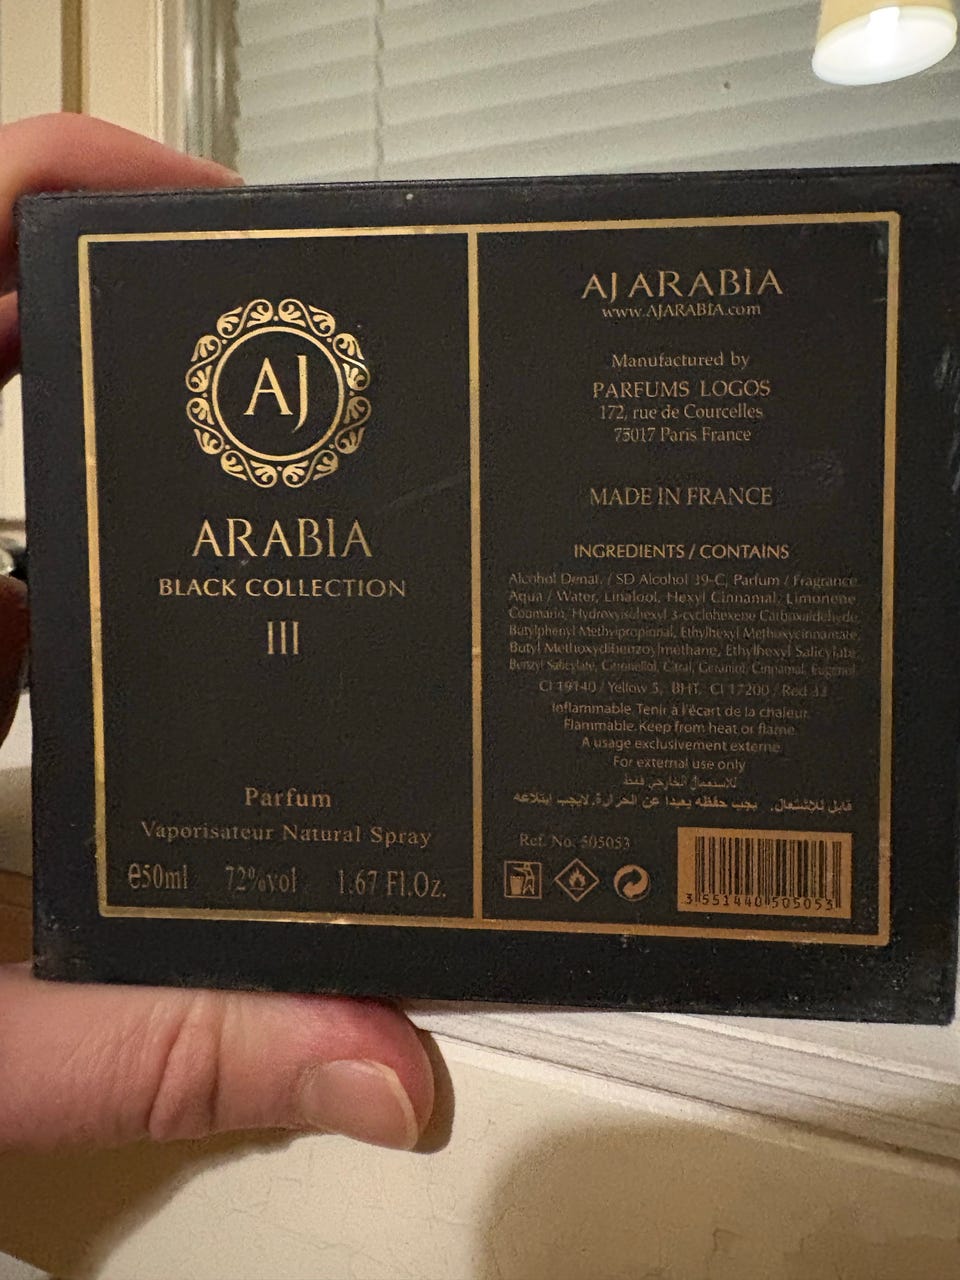 AJ
ARABIA
BLACK COLLECTION
III
Parfum
Vaporisateur Natural Spray
e50ml 72%vol 1.67 Fl.Oz.
AJ ARABIA
www.AJARABIA.com
Manufactured by
PARFUMS LOGOS
172, rue de Courcelles
75017 Paris France
MADE IN FRANCE
INGREDIENTS / CONTAINS
Alcohol Denat. / SD Alcohol 39-C, Parfum / Fragrance
Aqua / Water, Linalool, Hexyl Cinnamal, Limonene
Coumarin, Hydroxyisohexyl 3-cyclohexene Carboxaldehyde,
Butylphenyl Methylpropional, Ethylhexyl Methoxycinnamate,
Butyl Methoxydibenzoylmethane, Ethylhexyl Salicylate,
Benzyl Salicylate, Citronellol, Citral, Geraniol, Cinnamal, Eugenol
CI 19140 / Yellow 5, BHT, CI 17200 / Red 33
Inflammable. Tenir à l'écart de la chaleur.
Flammable. Keep from heat or flame.
A usage exclusivement externe.
For external use only
للاستعمال الخارجي فقط
قابل للاشتعال. يجب حفظه بعيدا عن الحرارة. لايجب ابتلاعه
Ref. No. 505053
3 551440 505053